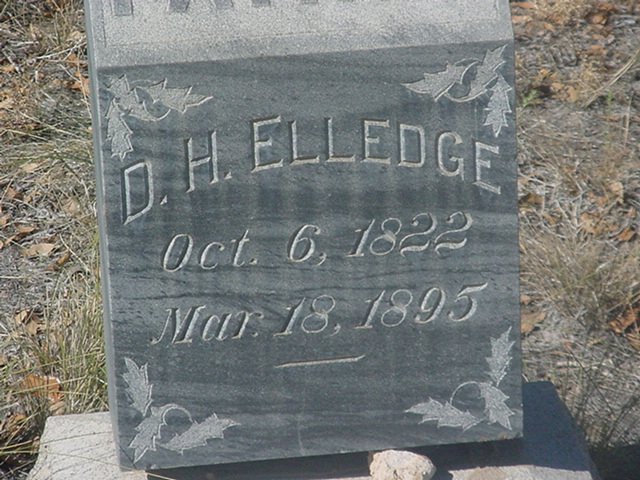 D. H. ELLEDGE
Oct. 6, 1822
Mar. 18, 1895